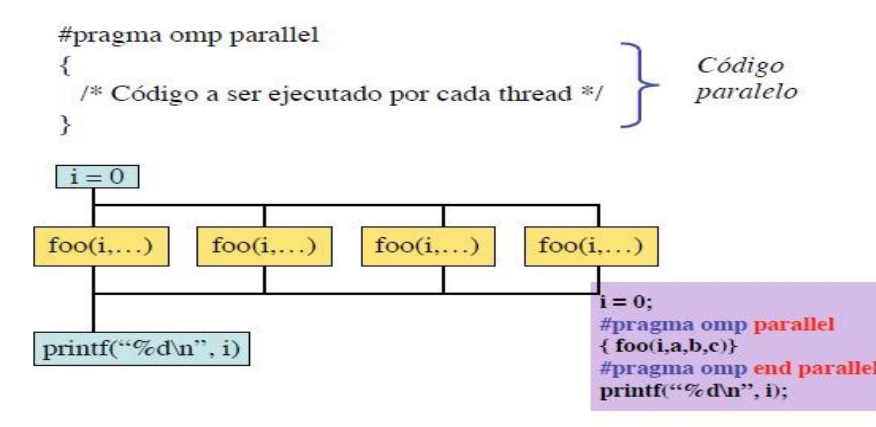 #pragma omp parallel
{
/* Código a ser ejecutado por cada thread */
}
Código
paralelo
i = 0
foo(i,...) foo(i,...) foo(i,...) foo(i,...)
printf(“%d\n”, i)
i = 0;
#pragma omp parallel
{ foo(i,a,b,c)}
#pragma omp end parallel
printf(“%d\n”, i);